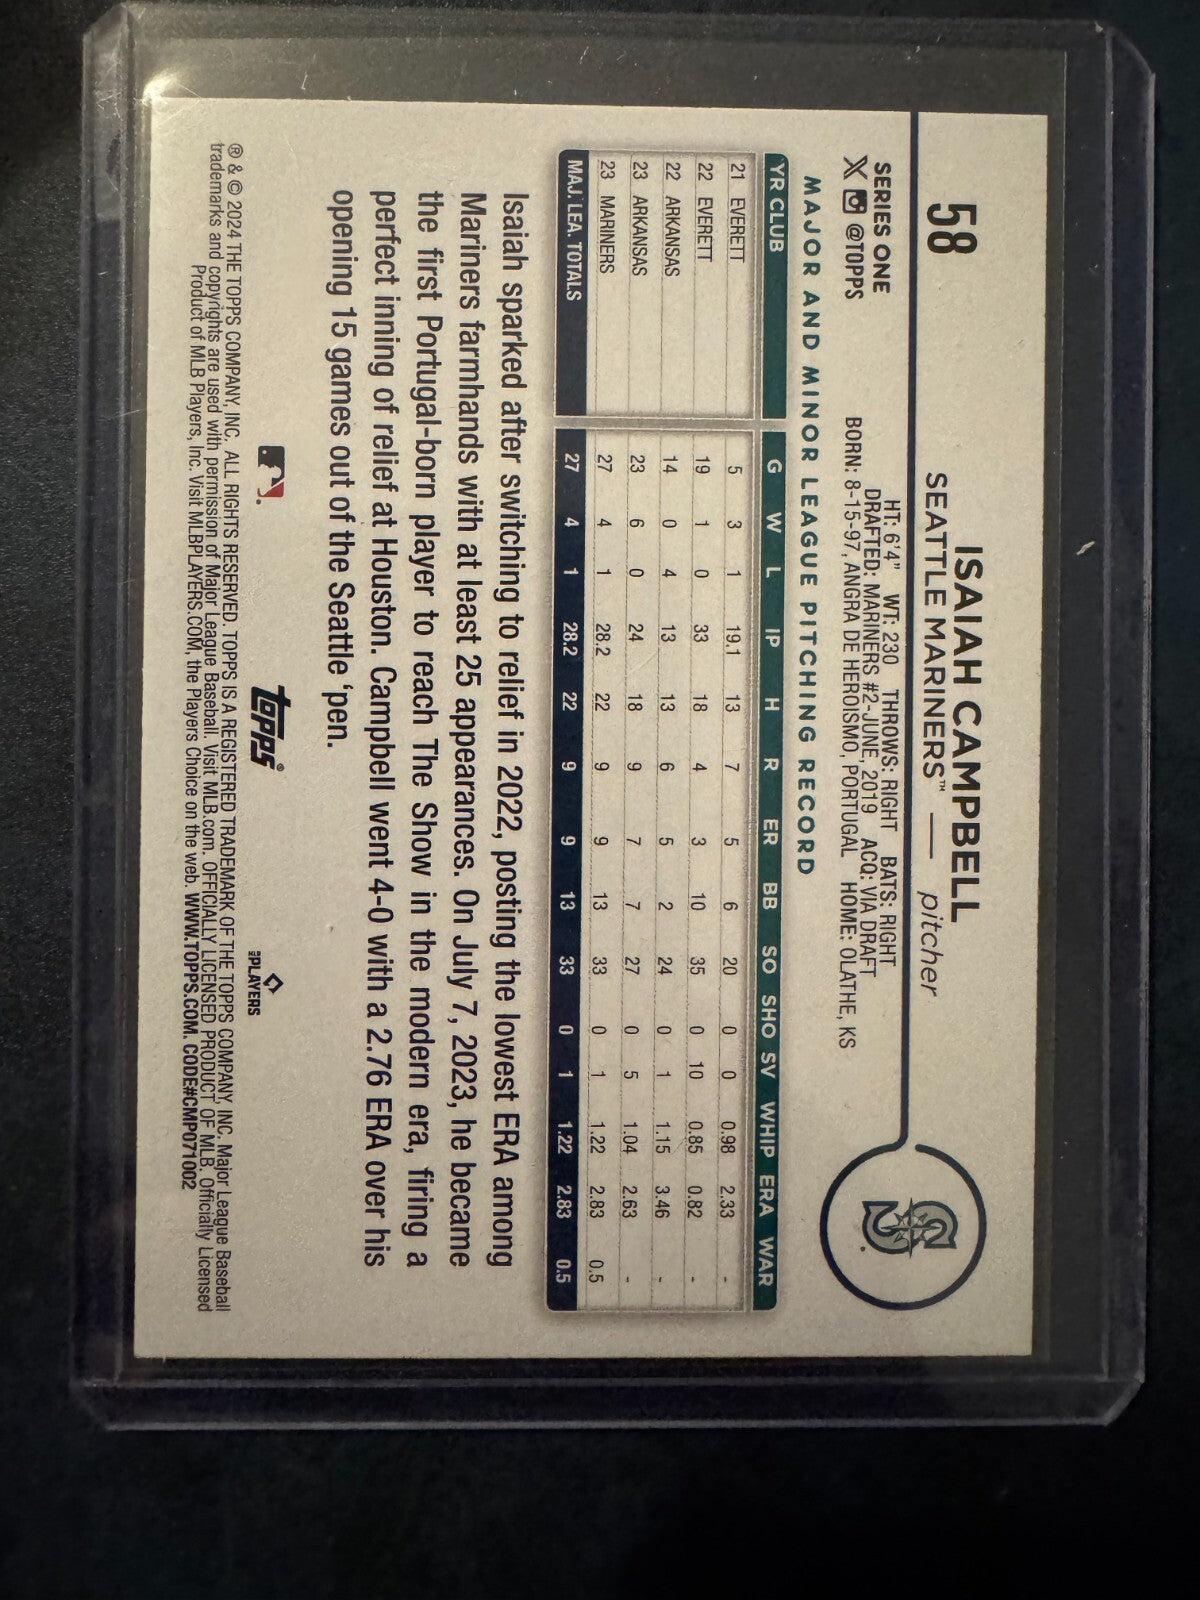 58
ISAIAH CAMPBELL
SEATTLE MARINERS™ — pitcher
SERIES ONE
@TOPPS
HT: 6'4" WT: 230 THROWS: RIGHT BATS: RIGHT
DRAFTED: MARINERS #2-JUNE, 2019 ACQ: VIA DRAFT
BORN: 8-15-97, ANGRA DE HEROISMO, PORTUGAL HOME: OLATHE, KS
MAJOR AND MINOR LEAGUE PITCHING RECORD
YR CLUB G W L IP H R ER BB SO SHO SV WHIP ERA WAR
21 EVERETT 5 3 1 19.1 13 7 5 6 20 0 0 0.98 2.33 -
22 EVERETT 19 1 0 33 18 4 3 10 35 0 10 0.85 0.82 -
22 ARKANSAS 14 0 4 13 13 6 5 2 24 0 1 1.15 3.46 -
23 ARKANSAS 23 6 0 24 18 9 7 7 27 0 5 1.04 2.63 -
23 MARINERS 27 4 1 28.2 22 9 9 13 33 0 1 1.22 2.83 0.5
MAJ. LEA. TOTALS 27 4 1 28.2 22 9 9 13 33 0 1 1.22 2.83 0.5
Isaiah sparked after switching to relief in 2022, posting the lowest ERA among
Mariners farmhands with at least 25 appearances. On July 7, 2023, he became
the first Portugal-born player to reach The Show in the modern era, firing a
perfect inning of relief at Houston. Campbell went 4-0 with a 2.76 ERA over his
opening 15 games out of the Seattle 'pen.
topps®
PLAYERS
® & © 2024 THE TOPPS COMPANY, INC. ALL RIGHTS RESERVED. TOPPS IS A REGISTERED TRADEMARK OF THE TOPPS COMPANY, INC. Major League Baseball
trademarks and copyrights are used with permission of Major League Baseball. Visit MLB.com. OFFICIALLY LICENSED PRODUCT OF MLB. Officially Licensed
Product of MLB Players, Inc. Visit MLBPLAYERS.COM, the Players Choice on the web. WWW.TOPPS.COM. CODE#CMP071002